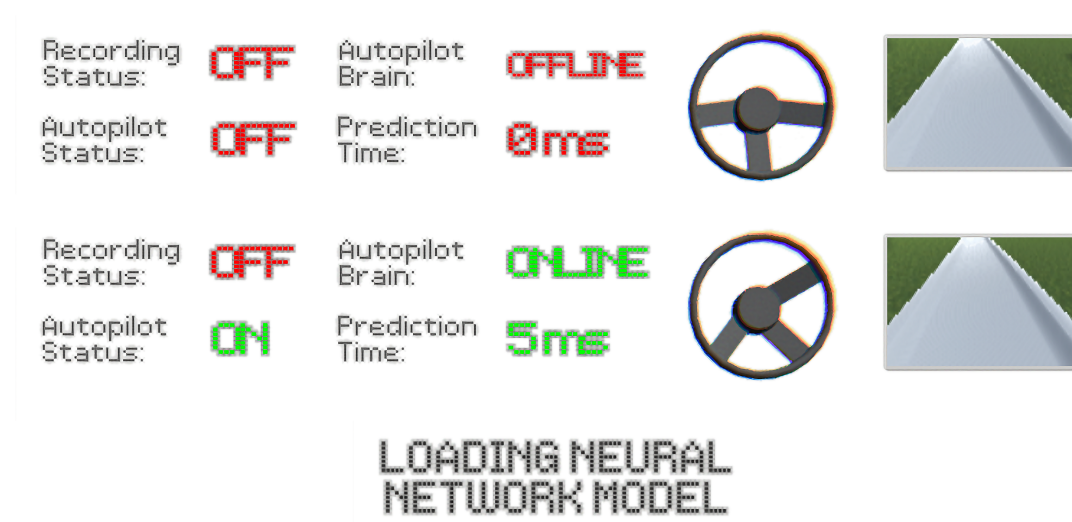 Recording Status: OFF Autopilot Brain: OFFLINE
Autopilot Status: OFF Prediction Time: 0ms
Recording Status: OFF Autopilot Brain: ONLINE
Autopilot Status: ON Prediction Time: 5ms
LOADING NEURAL
NETWORK MODEL